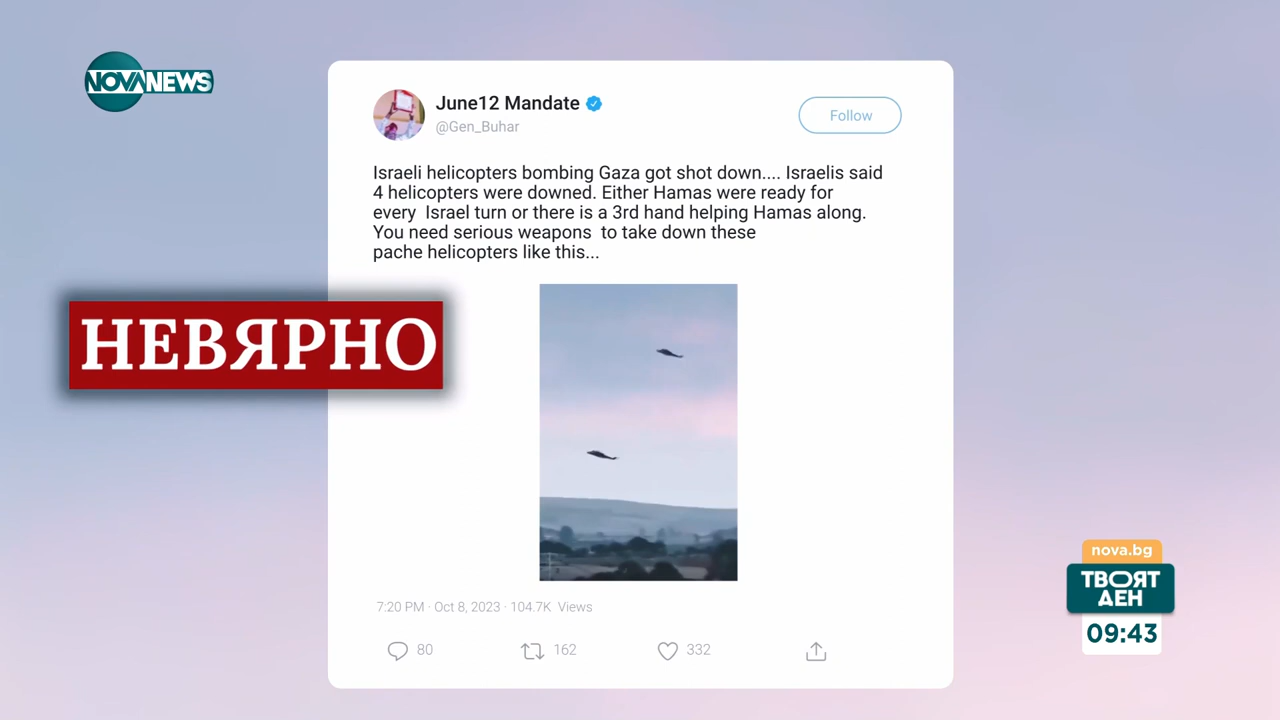 NOVA NEWS
June12 Mandate
@Gen_Buhar
Follow
Israeli helicopters bombing Gaza got shot down.... Israelis said
4 helicopters were downed. Either Hamas were ready for
every Israel turn or there is a 3rd hand helping Hamas along.
You need serious weapons to take down these
pache helicopters like this...
НЕВЯРНО
7:20 PM · Oct 8, 2023 · 104.7K Views
80
162
332
nova.bg
ТВОЯТ
ДЕН
09:43